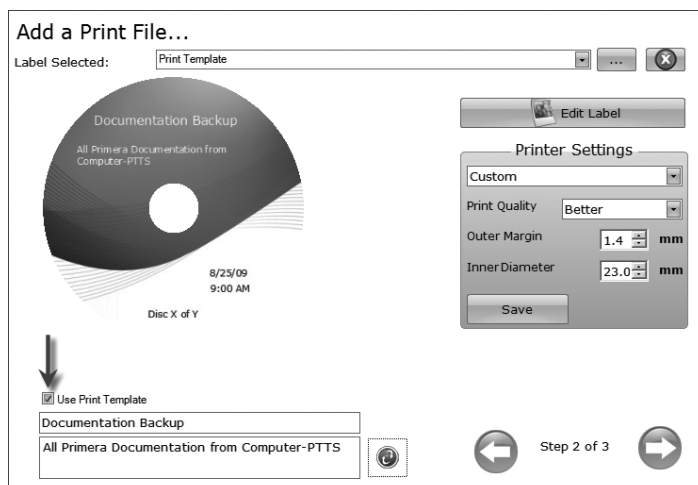 Add a Print File...
Label Selected:
Print Template
...
Documentation Backup
All Primera Documentation from
Computer-PTTS
8/25/09
9:00 AM
Disc X of Y
Edit Label
Printer Settings
Custom
Print Quality
Better
Outer Margin
1.4
mm
Inner Diameter
23.0
mm
Save
Use Print Template
Documentation Backup
All Primera Documentation from Computer-PTTS
Step 2 of 3